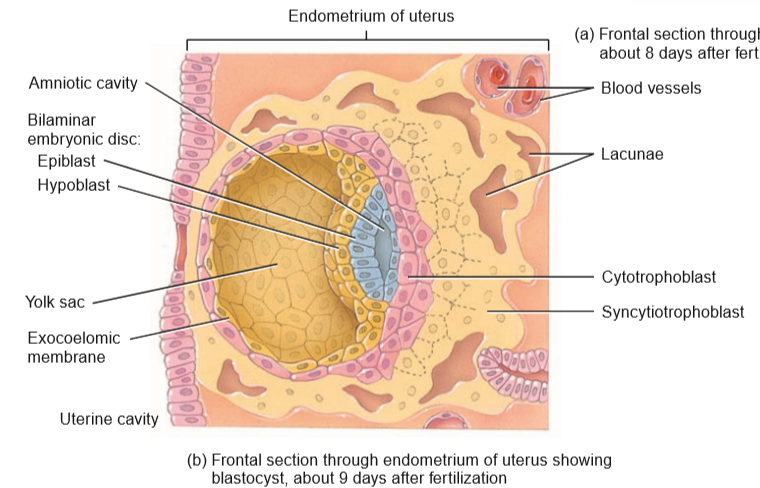 Endometrium of uterus
(a) Frontal section through
about 8 days after fert
Amniotic cavity
Blood vessels
Bilaminar
embryonic disc:
Epiblast
Lacunae
Hypoblast
Cytotrophoblast
Yolk sac
Syncytiotrophoblast
Exocoelomic
membrane
Uterine cavity
(b) Frontal section through endometrium of uterus showing
blastocyst, about 9 days after fertilization